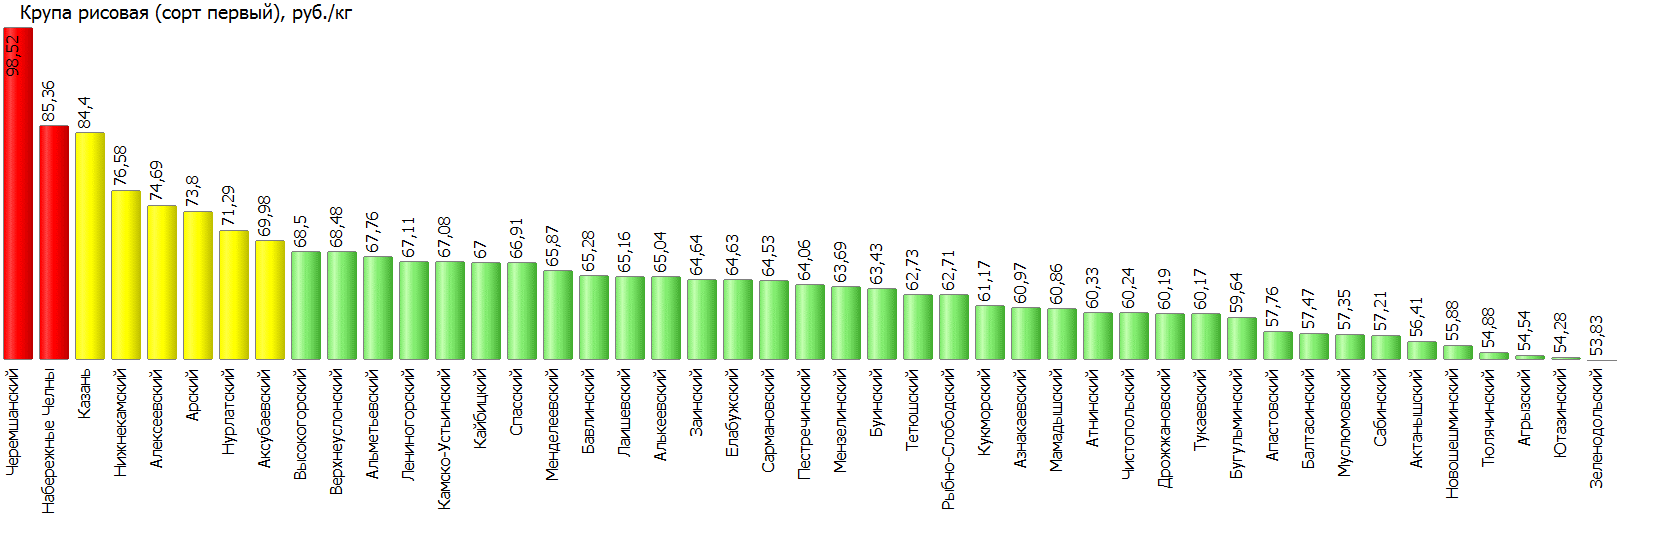 Крупа рисовая (сорт первый), руб./кг
98,52
85,36
84,4
76,58
74,69
73,8
71,29
69,98
68,5
68,48
67,76
67,11
67,08
67
66,91
65,87
65,28
65,16
65,04
64,64
64,63
64,53
64,06
63,69
63,43
62,73
62,71
61,17
60,97
60,86
60,33
60,24
60,19
60,17
59,64
57,76
57,47
57,35
57,21
56,41
55,88
54,88
54,54
54,28
53,83
Черемшанский
Набережные Челны
Казань
Нижнекамский
Алексеевский
Арский
Нурлатский
Аксубаевский
Высокогорский
Верхнеуслонский
Альметьевский
Лениногорский
Камско-Устьинский
Кайбицкий
Спасский
Менделеевский
Бавлинский
Лаишевский
Алькеевский
Заинский
Елабужский
Сармановский
Пестречинский
Мензелинский
Буинский
Тетюшский
Рыбно-Слободский
Кукморский
Азнакаевский
Мамадышский
Атнинский
Чистопольский
Дрожжановский
Тукаевский
Бугульминский
Апастовский
Балтасинский
Муслюмовский
Сабинский
Актанышский
Новошешминский
Тюлячинский
Агрызский
Ютазинский
Зеленодольский